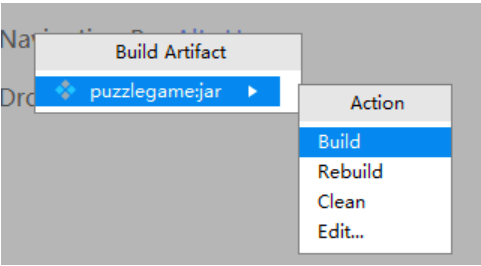 Build Artifact
puzzlegame:jar
Action
Build
Rebuild
Clean
Edit...